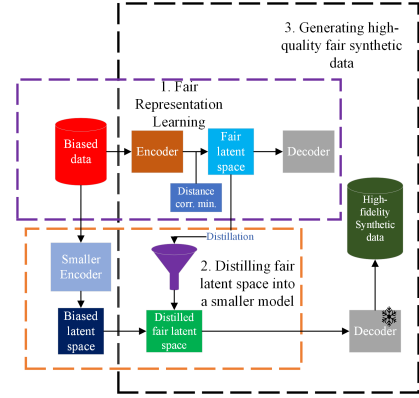 3. Generating high-
quality fair synthetic
data
1. Fair
Representation
Learning
Biased
data
Encoder
Fair
latent
space
Decoder
Distance
corr. min.
High-
fidelity
Synthetic
data
Distillation
Smaller
Encoder
2. Distilling fair
latent space into
a smaller model
Biased
latent
space
Distilled
fair latent
space
Decoder